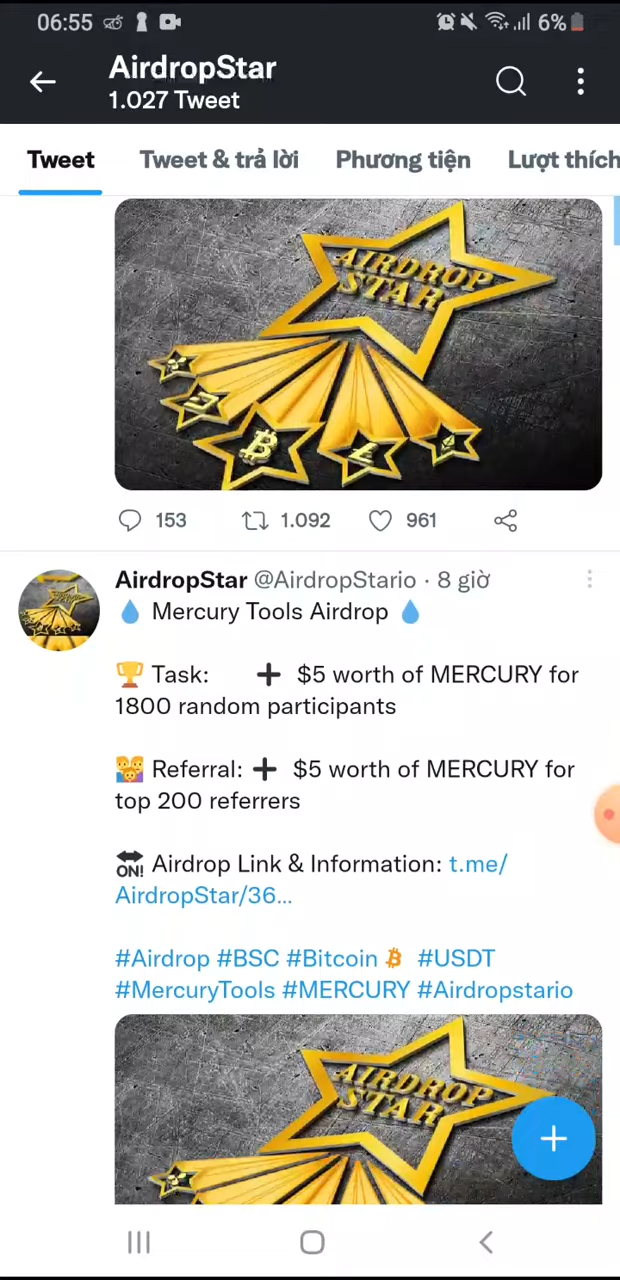 06:55
6%
AirdropStar
1.027 Tweet
Tweet
Tweet & trả lời
Phương tiện
Lượt thích
AIRDROP
STAR
153
1.092
961
AirdropStar @AirdropStario · 8 giờ
💧 Mercury Tools Airdrop 💧
🏆 Task: ➕ $5 worth of MERCURY for
1800 random participants
Referral: ➕ $5 worth of MERCURY for
top 200 referrers
🔛 Airdrop Link & Information: t.me/
AirdropStar/36...
#Airdrop #BSC #Bitcoin #USDT
#MercuryTools #MERCURY #Airdropstario
AIRDROP
STAR